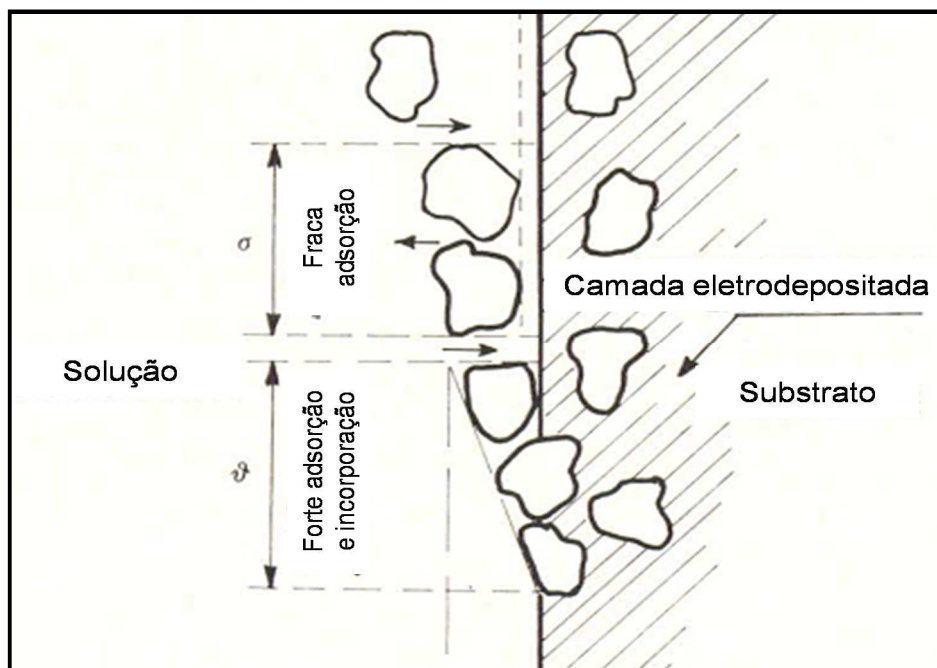 σ
Fraca
adsorção
Camada eletrodepositada
Solução
Substrato
ϑ
Forte adsorção
e incorporação